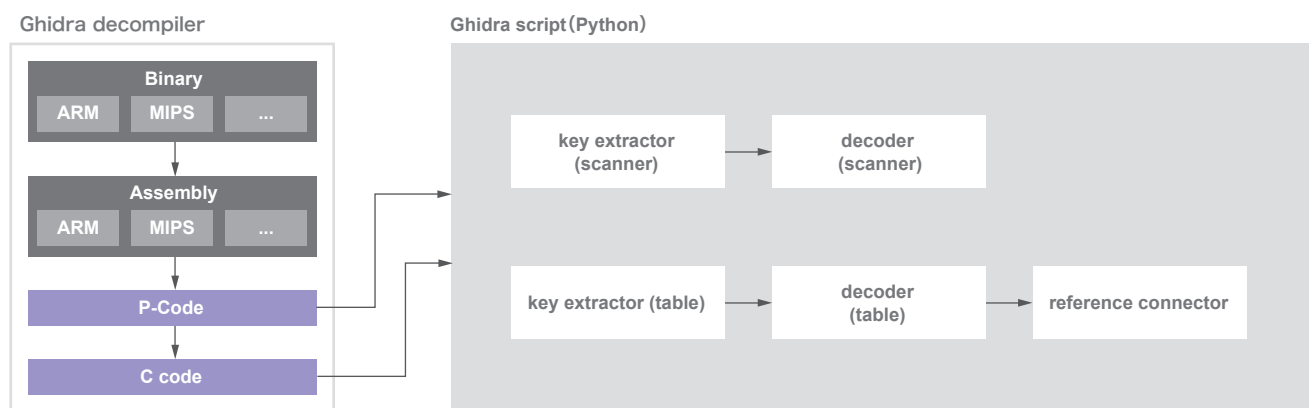 Ghidra decompiler
Binary
ARM
MIPS
...
Assembly
ARM
MIPS
...
P-Code
C code
Ghidra script（Python）
key extractor
(scanner)
decoder
(scanner)
key extractor (table)
decoder
(table)
reference connector